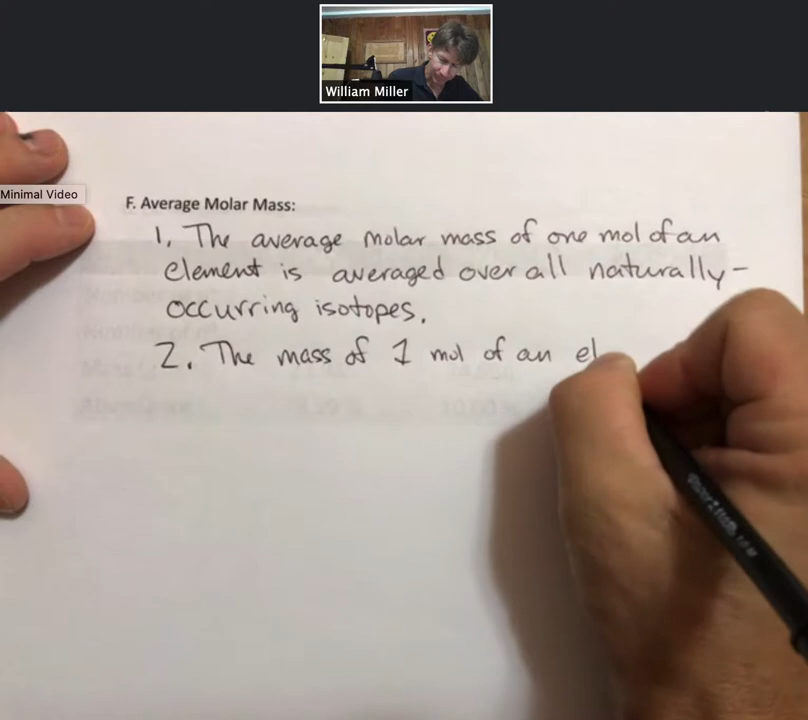 William Miller
Minimal Video
F. Average Molar Mass:
1. The average molar mass of one mol of an
element is averaged over all naturally-
occurring isotopes.
2. The mass of 1 mol of an el